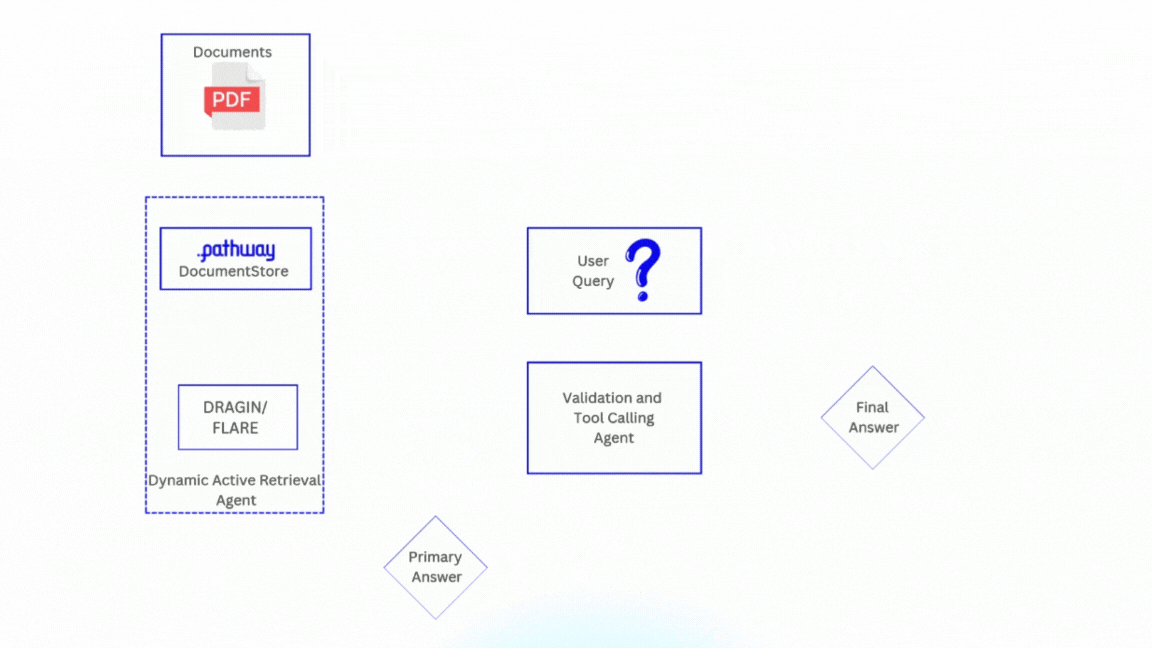 Documents
PDF
pathway
DocumentStore
User
Query
?
DRAGIN/
FLARE
Dynamic Active Retrieval
Agent
Validation and
Tool Calling
Agent
Final
Answer
Primary
Answer